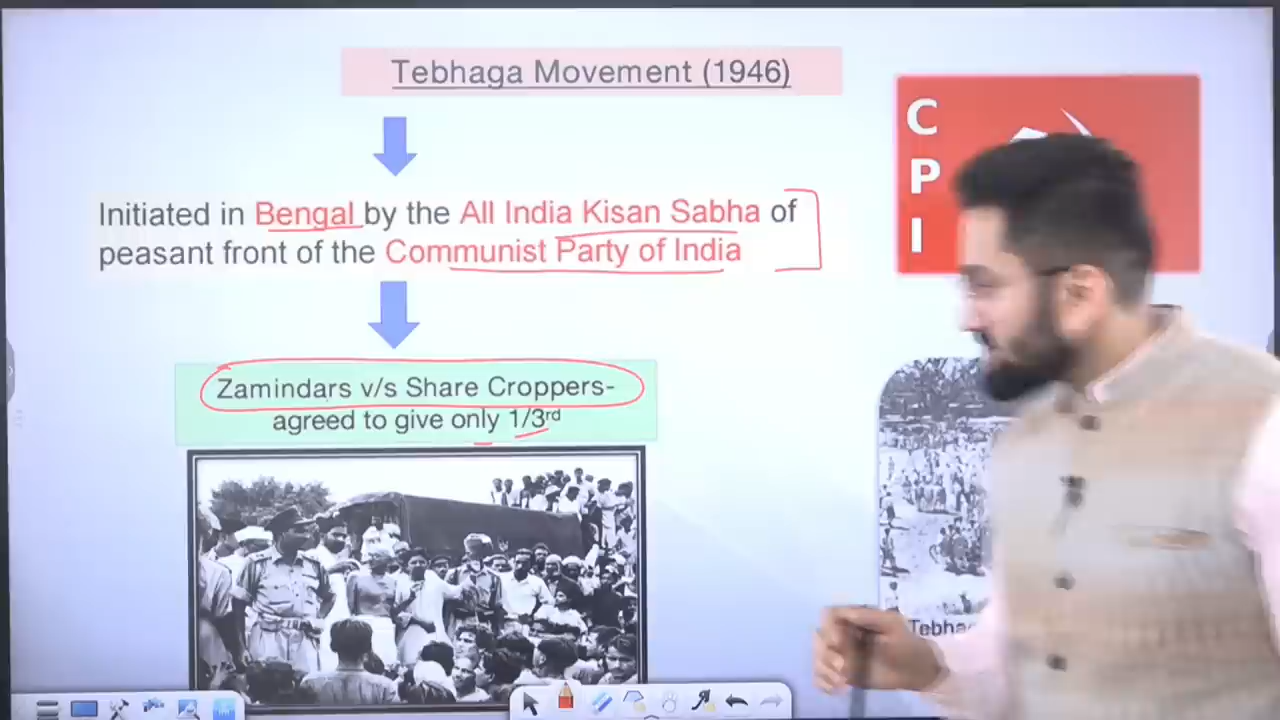 Tebhaga Movement (1946)
C
P
I
Initiated in Bengal by the All India Kisan Sabha of
peasant front of the Communist Party of India
Zamindars v/s Share Croppers-
agreed to give only 1/3rd